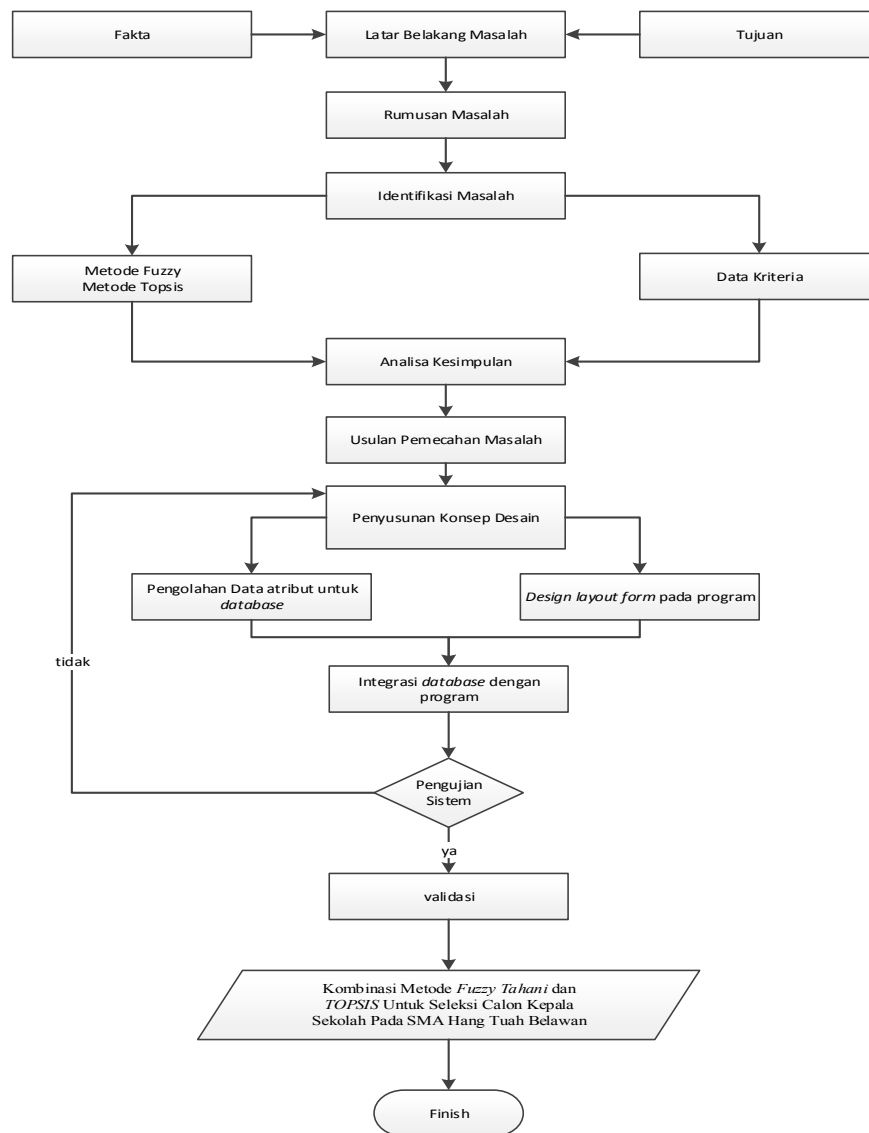 Fakta
Latar Belakang Masalah
Tujuan
Rumusan Masalah
Identifikasi Masalah
Metode Fuzzy
Metode Topsis
Data Kriteria
Analisa Kesimpulan
Usulan Pemecahan Masalah
Penyusunan Konsep Desain
Pengolahan Data atribut untuk
database
Design layout form pada program
tidak
Integrasi database dengan
program
Pengujian
Sistem
ya
validasi
Kombinasi Metode Fuzzy Tahani dan
TOPSIS Untuk Seleksi Calon Kepala
Sekolah Pada SMA Hang Tuah Belawan
Finish